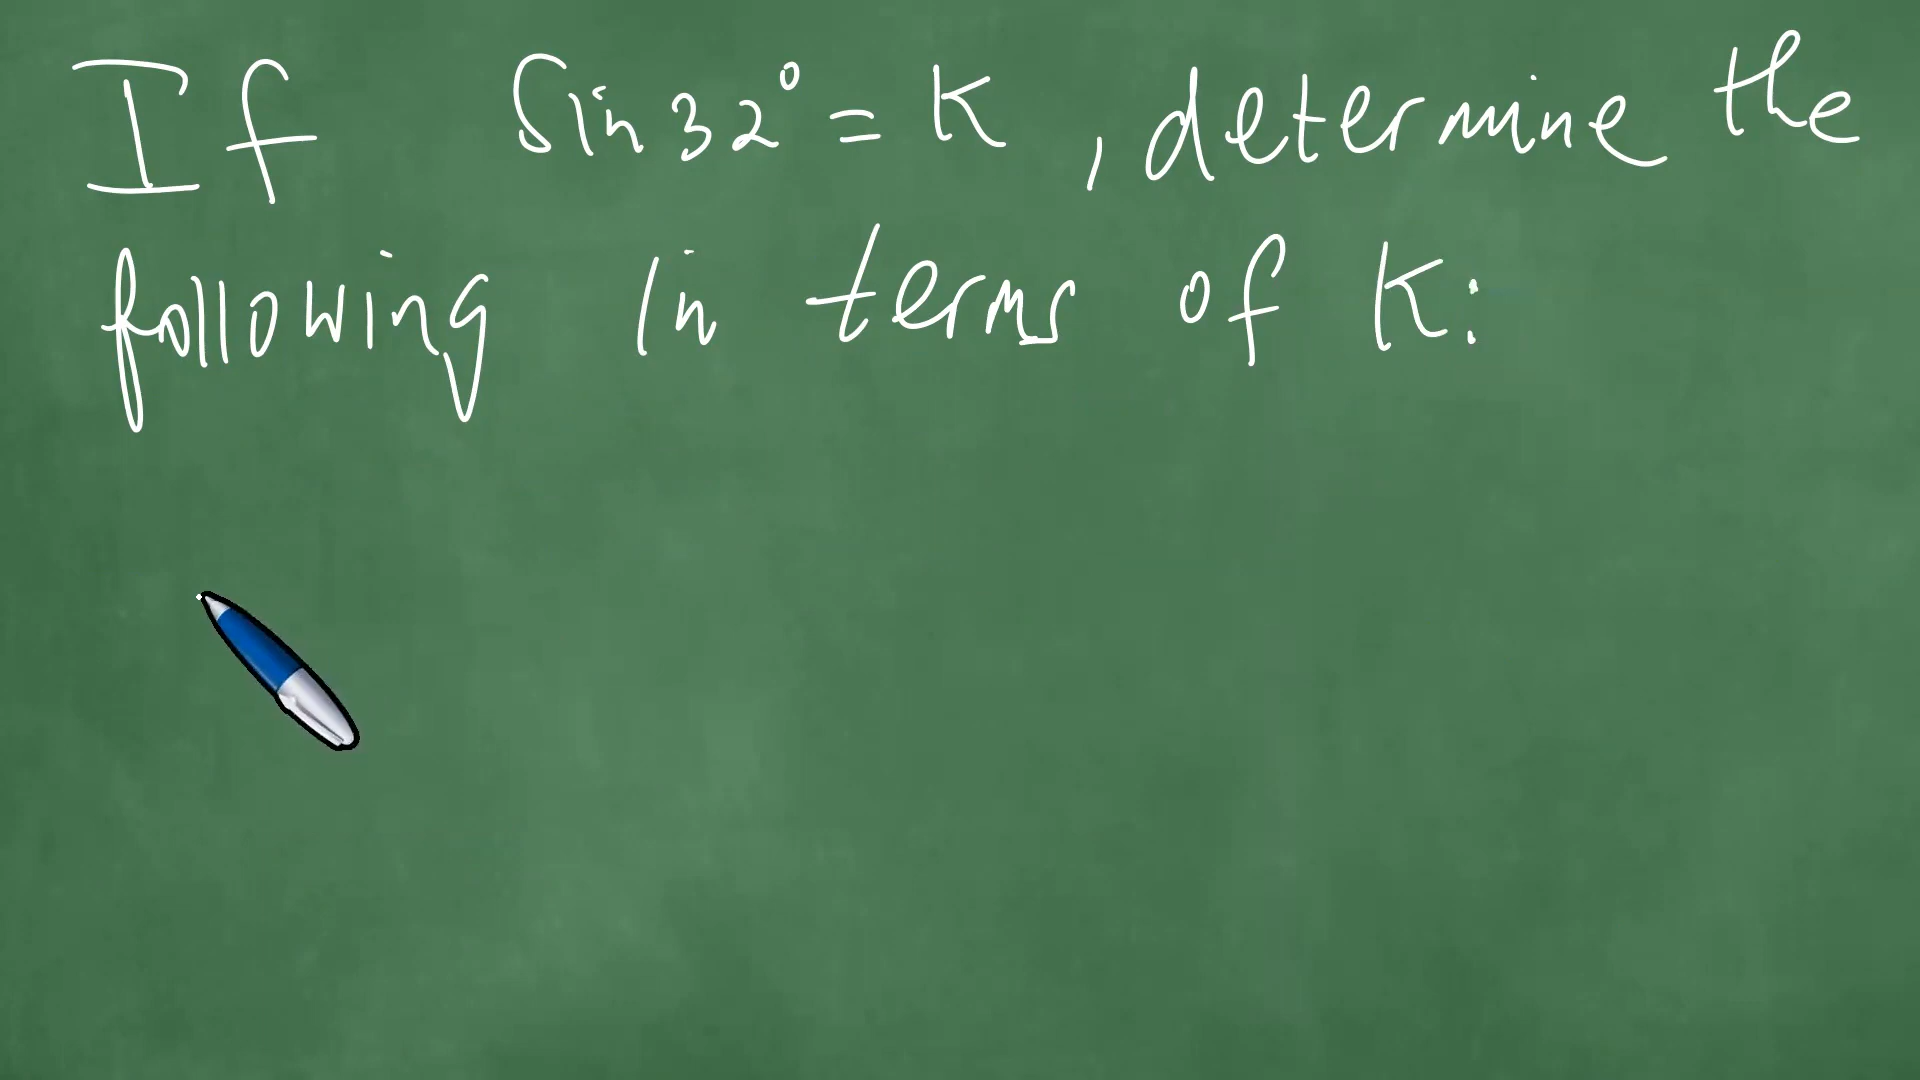 If sin 32° = K, determine the
following in terms of K: